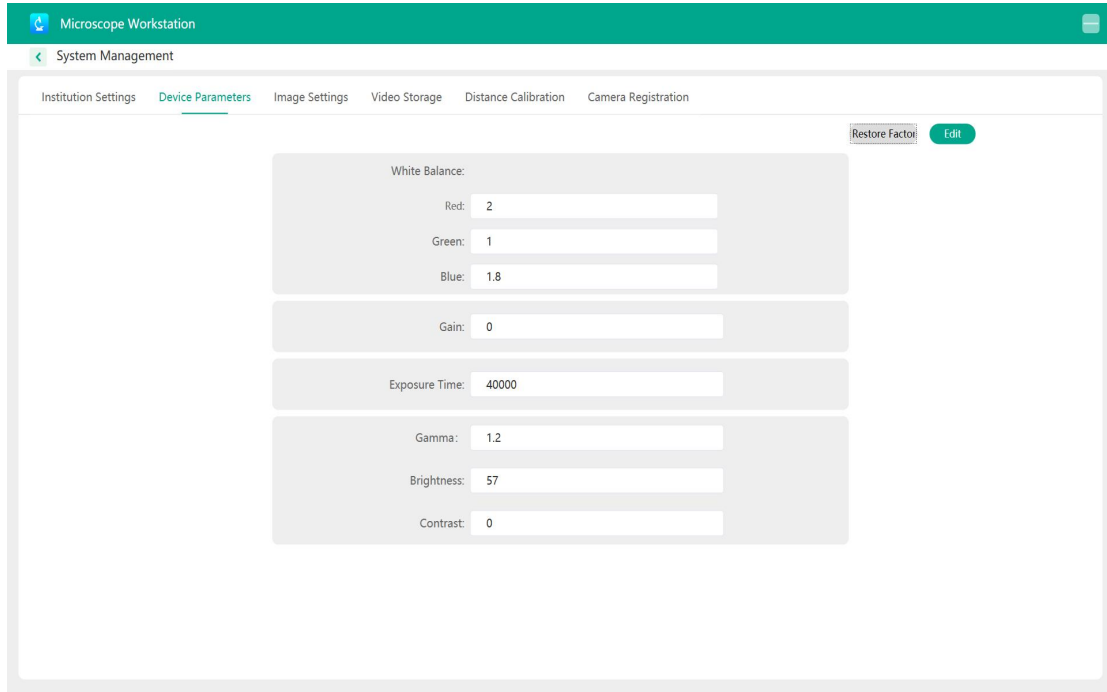 Microscope Workstation
System Management
Institution Settings Device Parameters Image Settings Video Storage Distance Calibration Camera Registration
Restore Factor Edit
White Balance:
Red: 2
Green: 1
Blue: 1.8
Gain: 0
Exposure Time: 40000
Gamma: 1.2
Brightness: 57
Contrast: 0